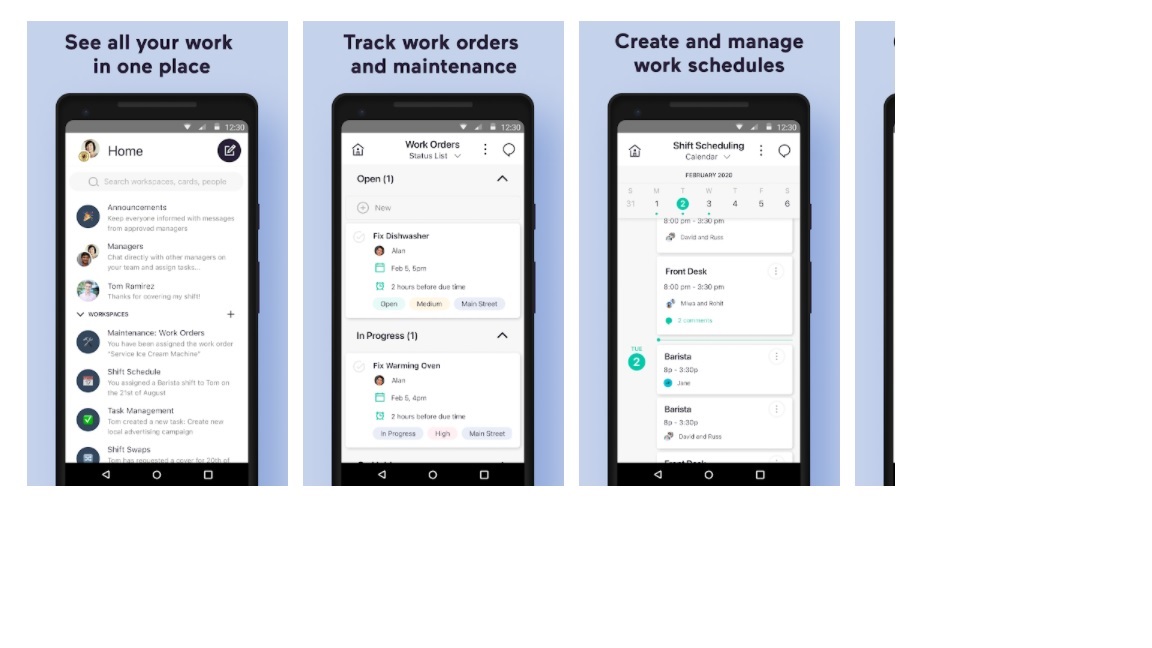 See all your work
in one place
12:30
Home
Search workspaces, cards, people
Announcements
Keep everyone informed with messages
from approved managers
Managers
Chat directly with other managers on
your team and assign tasks...
Tom Ramirez
Thanks for covering my shift!
WORKSPACES
Maintenance: Work Orders
You have been assigned the work order
"Service Ice Cream Machine"
Shift Schedule
You assigned a Barista shift to Tom on
the 21st of August
Task Management
Tom created a new task: Create new
local advertising campaign
Shift Swaps
Tom has requested a cover for 20th of
Track work orders
and maintenance
12:30
Work Orders
Status List
Open (1)
New
Fix Dishwasher
Alan
Feb 5, 5pm
2 hours before due time
Open Medium Main Street
In Progress (1)
Fix Warming Oven
Alan
Feb 5, 4pm
2 hours before due time
In Progress High Main Street
Create and manage
work schedules
12:30
Shift Scheduling
Calendar
FEBRUARY 2020
S M T W T F S
31 1 2 3 4 5 6
8:00 pm - 3:30 pm
David and Russ
Front Desk
8:00 pm - 3:30 pm
Miwa and Rohit
2 comments
TUE
2
Barista
8p - 3:30p
Jane
Barista
8p - 3:30p
David and Russ
Front Desk